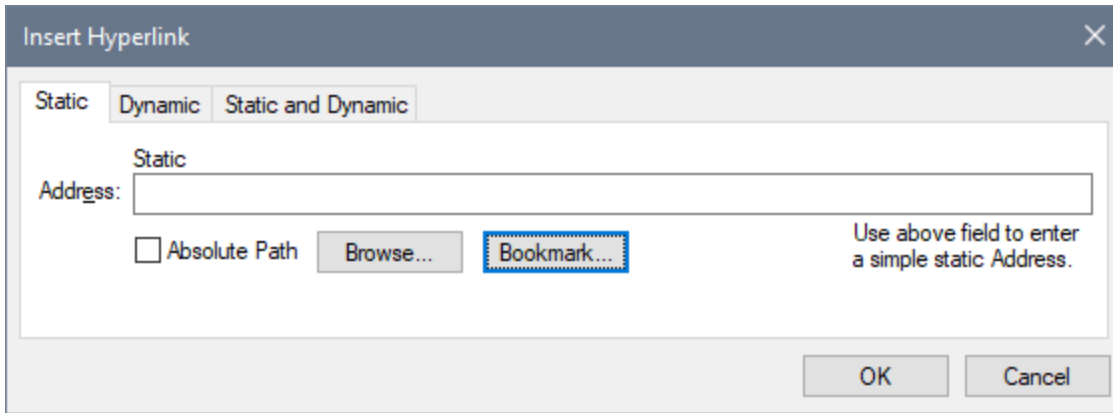 Insert Hyperlink
Static Dynamic Static and Dynamic
Static
Address:
Absolute Path Browse... Bookmark... Use above field to enter
a simple static Address.
OK Cancel